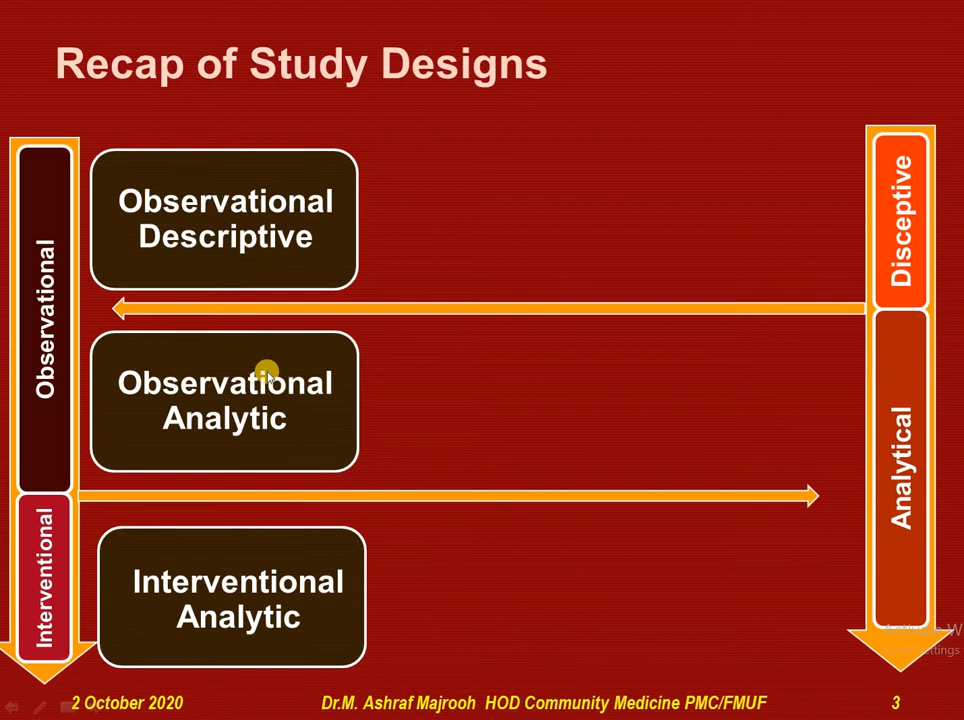 Recap of Study Designs
Observational
Interventional
Observational
Descriptive
Observational
Analytic
Interventional
Analytic
Disceptive
Analytical
2 October 2020
Dr.M. Ashraf Majrooh HOD Community Medicine PMC/FMUF
3